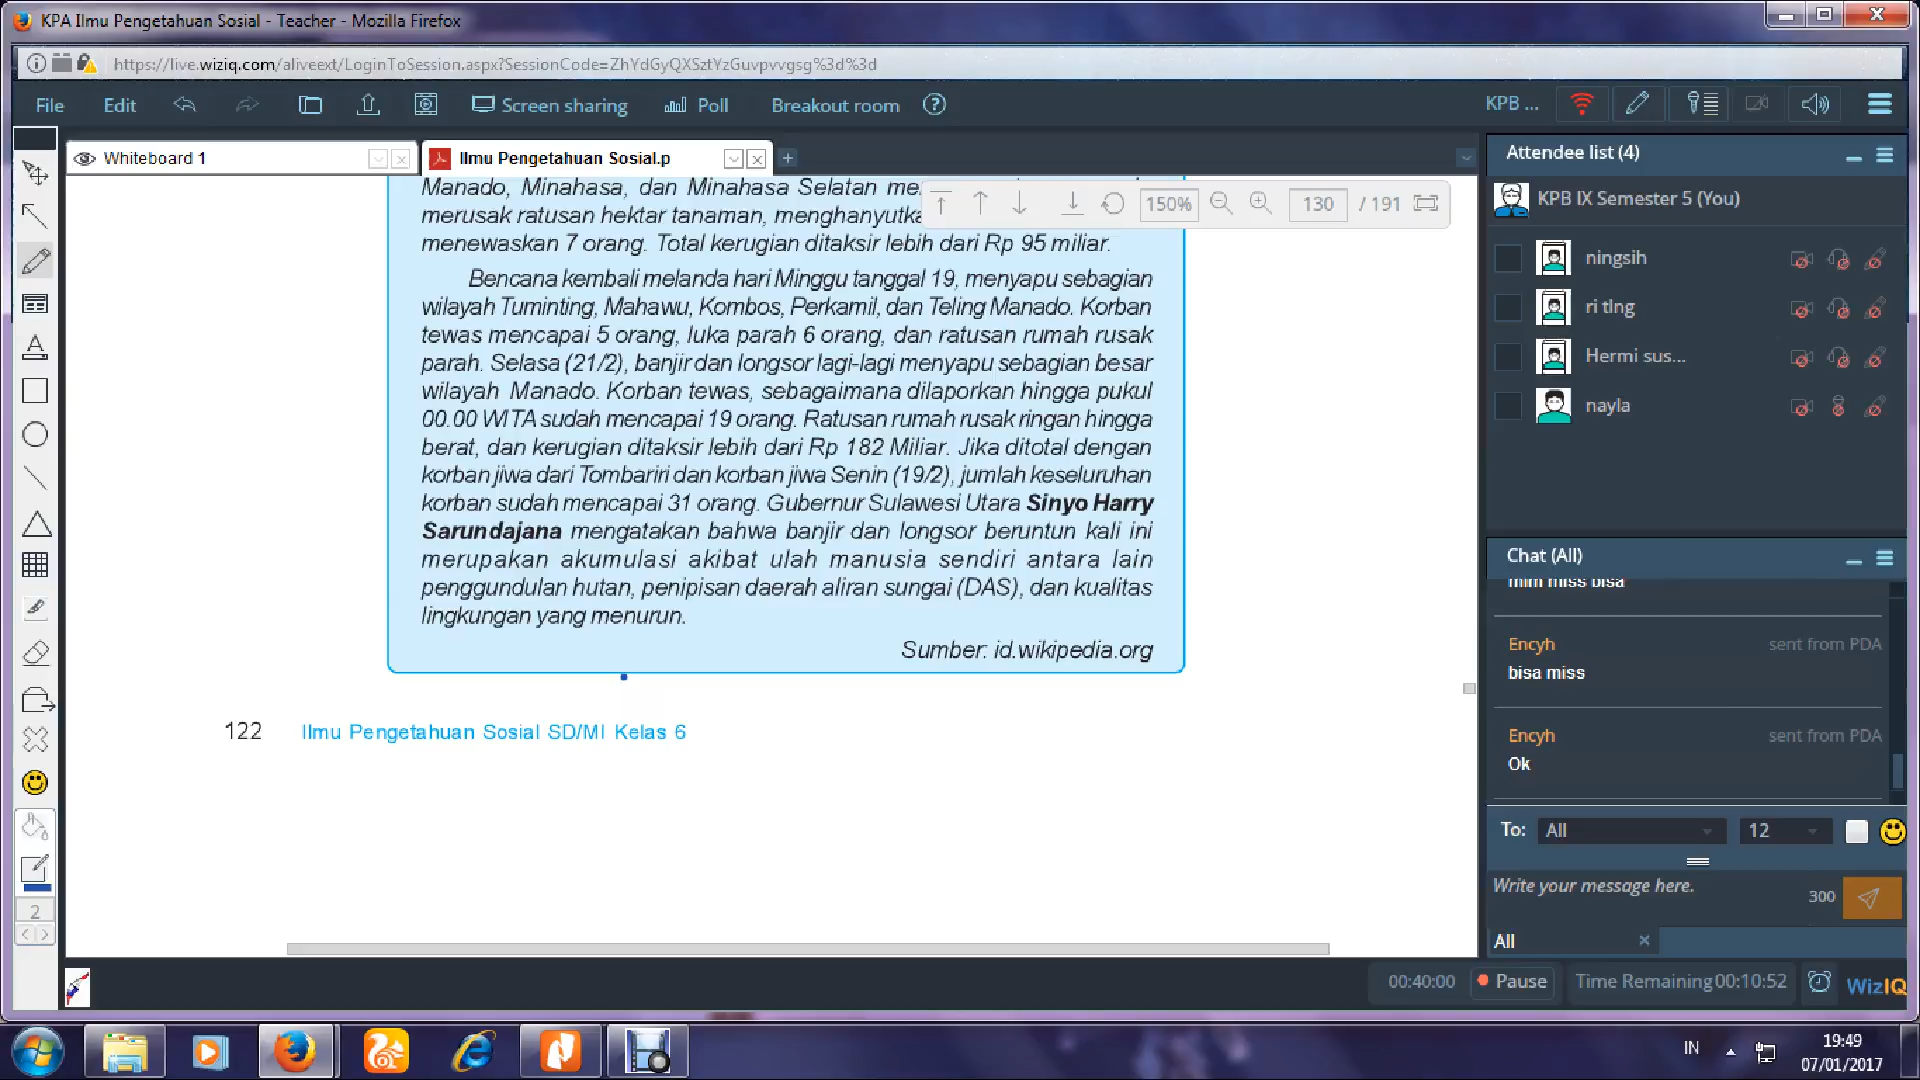 KPA Ilmu Pengetahuan Sosial - Teacher - Mozilla Firefox
https://live.wiziq.com/aliveext/LoginToSession.aspx?SessionCode=ZhYdGyQXSztYzGuvpvvgsg%3d%3d
File Edit Screen sharing Poll Breakout room ? KPB ...
Whiteboard 1
Ilmu Pengetahuan Sosial.p
150% 130 / 191
Manado, Minahasa, dan Minahasa Selatan
merusak ratusan hektar tanaman,
menewaskan 7 orang. Total kerugian ditaksir lebih dari Rp 95 miliar.
Bencana kembali melanda hari Minggu tanggal 19, menyapu sebagian
wilayah Tuminting, Mahawu, Kombos, Perkamil, dan Teling Manado. Korban
tewas mencapai 5 orang, luka parah 6 orang, dan ratusan rumah rusak
parah. Selasa (21/2), banjir dan longsor lagi-lagi menyapu sebagian besar
wilayah Manado. Korban tewas, sebagaimana dilaporkan hingga pukul
00.00 WITA sudah mencapai 19 orang. Ratusan rumah rusak ringan hingga
berat, dan kerugian ditaksir lebih dari Rp 182 Miliar. Jika ditotal dengan
korban jiwa dari Tombariri dan korban jiwa Senin (19/2), jumlah keseluruhan
korban sudah mencapai 31 orang. Gubernur Sulawesi Utara Sinyo Harry
Sarundajana mengatakan bahwa banjir dan longsor beruntun kali ini
merupakan akumulasi akibat ulah manusia sendiri antara lain
penggundulan hutan, penipisan daerah aliran sungai (DAS), dan kualitas
lingkungan yang menurun.
Sumber: id.wikipedia.org
122 Ilmu Pengetahuan Sosial SD/MI Kelas 6
2
Attendee list (4)
KPB IX Semester 5 (You)
ningsih
Hermi sus...
nayla
Chat (All)
mim miss bisa
Encyh sent from PDA
bisa miss
Encyh sent from PDA
Ok
To: All 12
Write your message here. 300
All
00:40:00 Pause Time Remaining 00:10:52 WizIQ
IN 19:49
07/01/2017